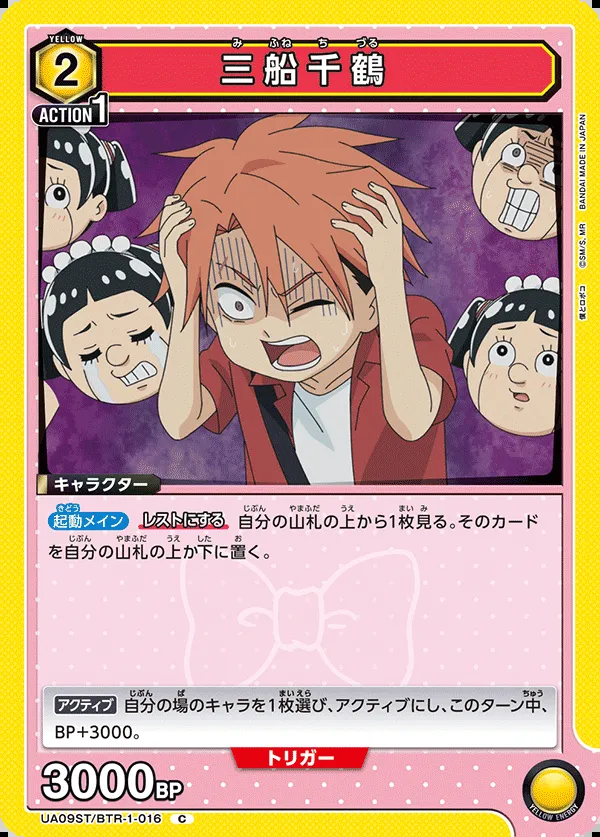 YELLOW
2
ACTION 1
み ふね ち づる
三船千鶴
BANDAI MADE IN JAPAN
©SM/S, MR
僕とロボコ
キャラクター
きどう じぶん やまふだ うえ まい み
起動メイン レストにする 自分の山札の上から1枚見る。そのカード
じぶん やまふだ うえ した お
を自分の山札の上か下に置く。
じぶん ば まいえら ちゅう
アクティブ 自分の場のキャラを1枚選び、アクティブにし、このターン中、
BP+3000。
トリガー
3000BP
UA09ST/BTR-1-016 C
YELLOW ENERGY